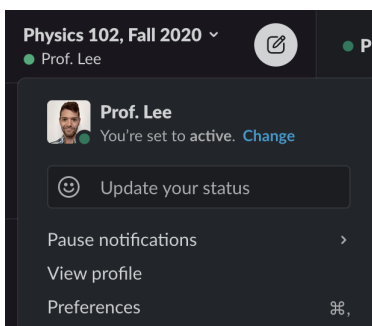 Physics 102, Fall 2020
Prof. Lee
P
Prof. Lee
You're set to active. Change
Update your status
Pause notifications
View profile
Preferences ⌘,